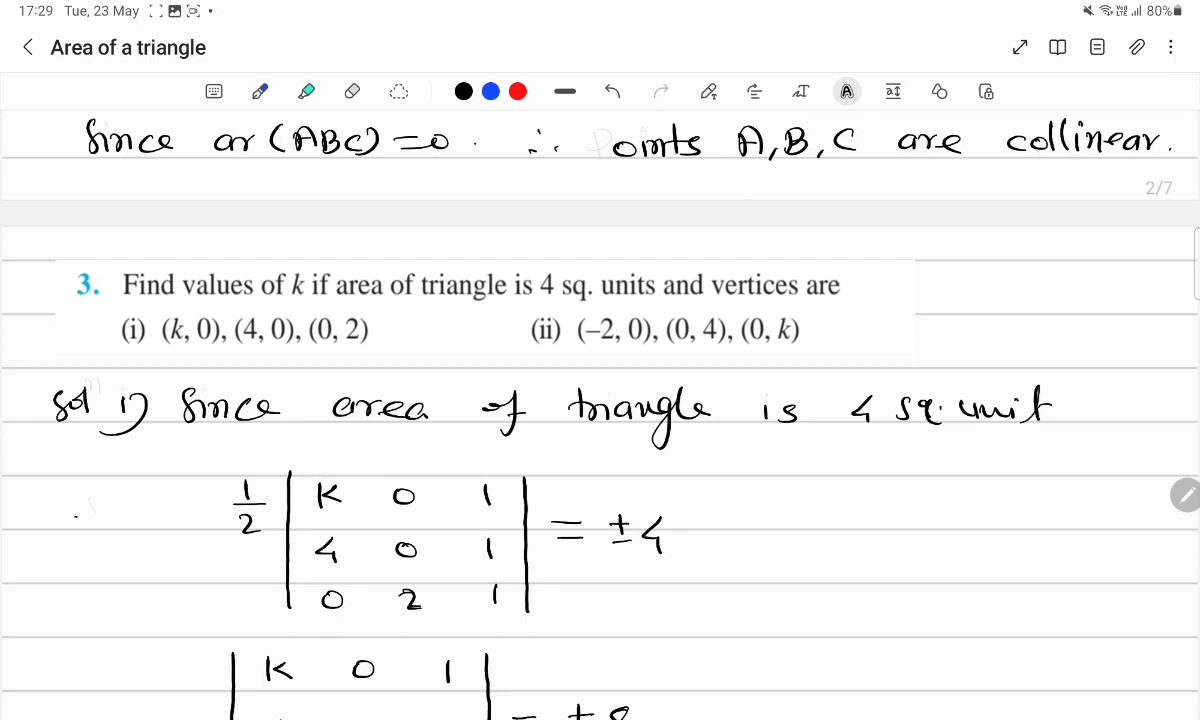 17:29 Tue, 23 May
80%
Area of a triangle
Since ar (ABC) = 0 . ∴ Points A, B, C are collinear.
2/7
3. Find values of k if area of triangle is 4 sq. units and vertices are
(i) (k, 0), (4, 0), (0, 2) (ii) (–2, 0), (0, 4), (0, k)
Sol i) Since area of triangle is 4 sq. unit
1/2 | K 0 1 |
| 4 0 1 | = ±4
| 0 2 1 |
| K 0 1 |
= ± 8